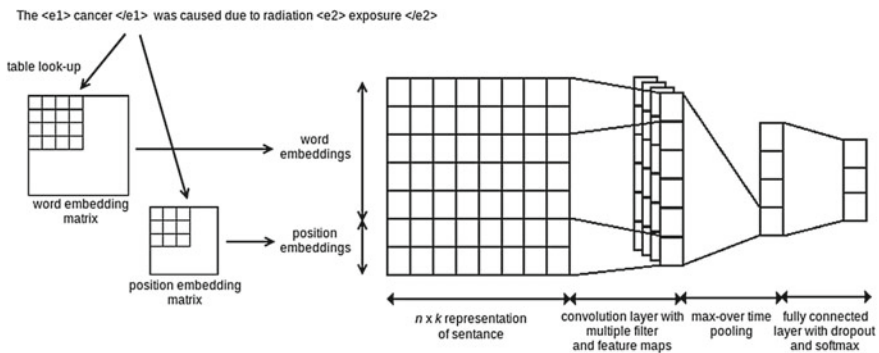 The <e1> cancer </e1> was caused due to radiation <e2> exposure </e2>
table look-up
word embedding
matrix
position embedding
matrix
word
embeddings
position
embeddings
n x k representation
of sentance
convolution layer with
multiple filter
and feature maps
max-over time
pooling
fully connected
layer with dropout
and softmax